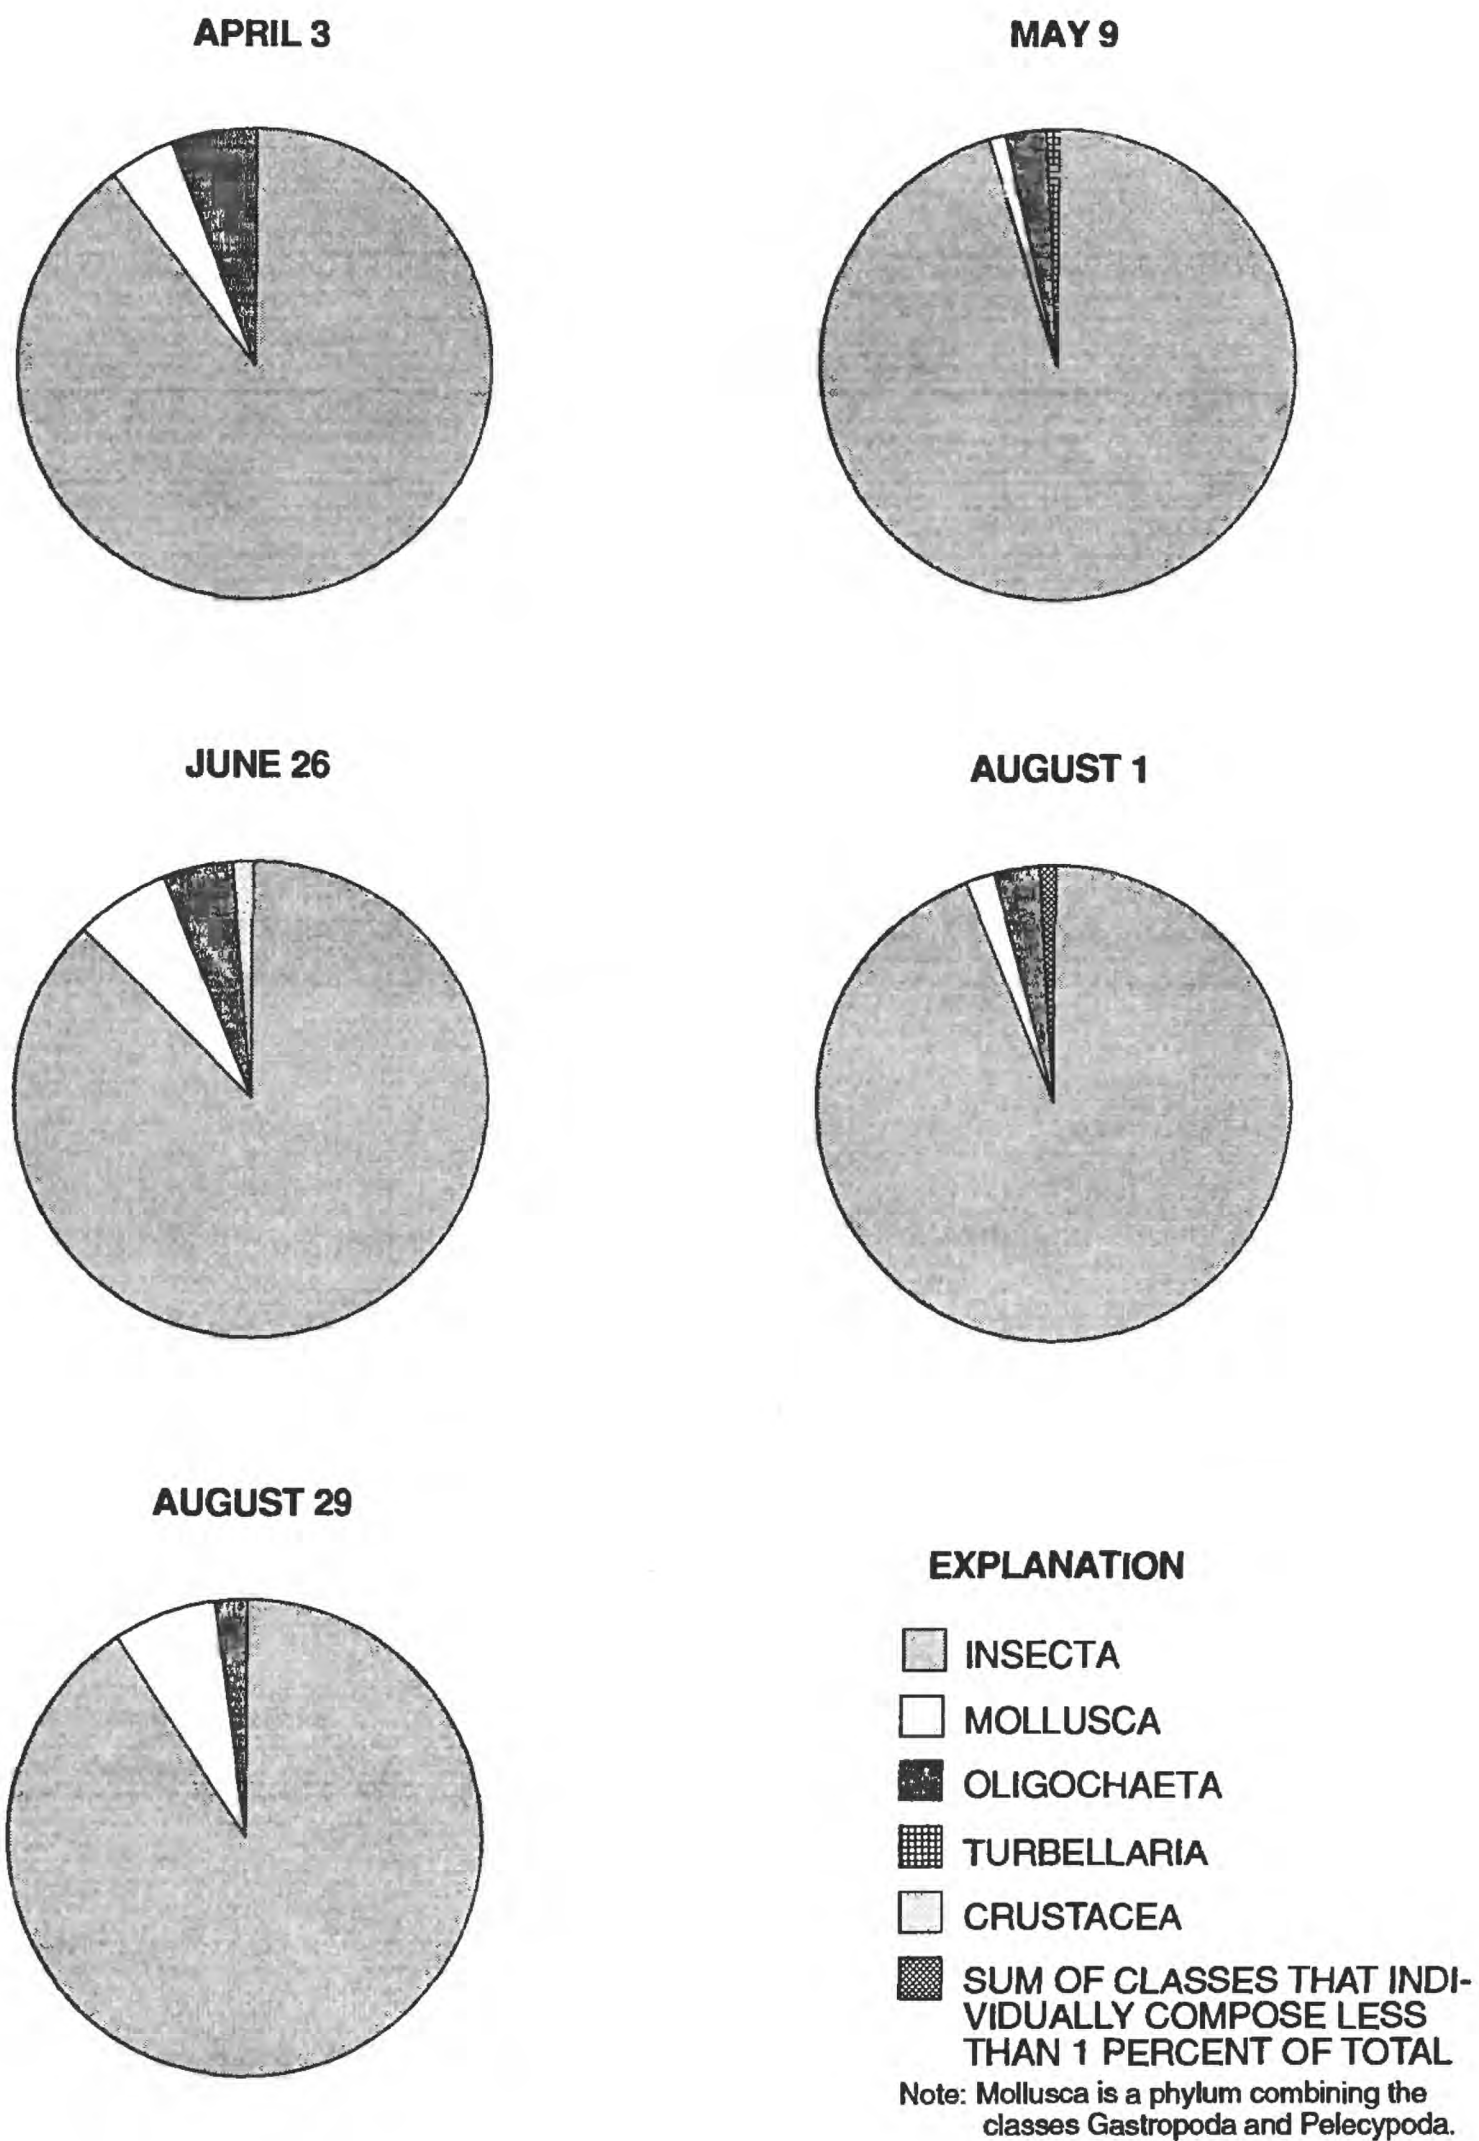 APRIL 3
MAY 9
JUNE 26
AUGUST 1
AUGUST 29
EXPLANATION
INSECTA
MOLLUSCA
OLIGOCHAETA
TURBELLARIA
CRUSTACEA
SUM OF CLASSES THAT INDI-
VIDUALLY COMPOSE LESS
THAN 1 PERCENT OF TOTAL
Note: Mollusca is a phylum combining the
classes Gastropoda and Pelecypoda.